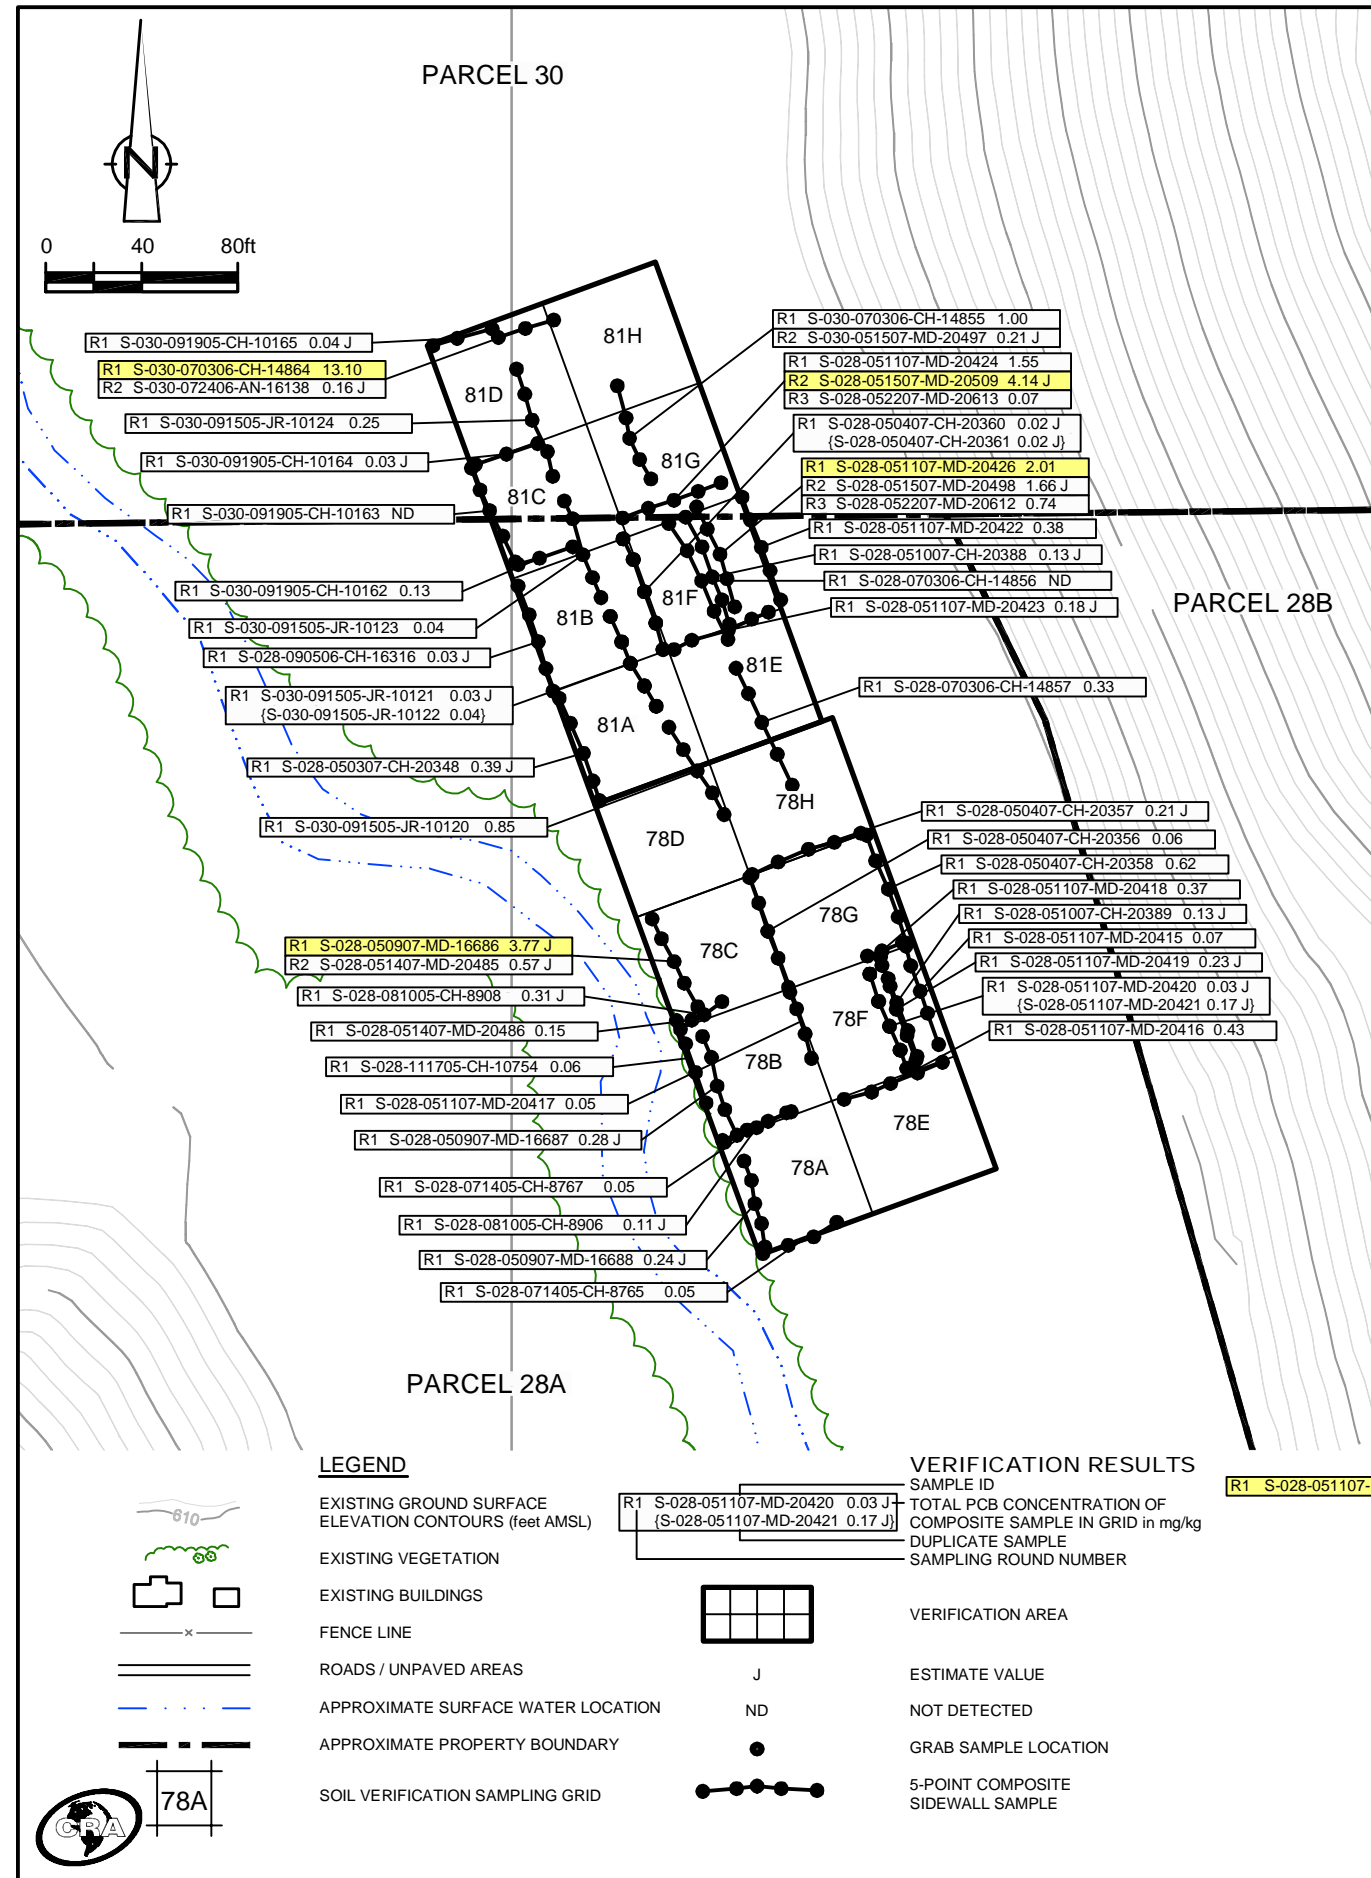 PARCEL 30
N
0 40 80ft
R1 S-030-091905-CH-10165 0.04 J
R1 S-030-070306-CH-14864 13.10
R2 S-030-072406-AN-16138 0.16 J
R1 S-030-091505-JR-10124 0.25
R1 S-030-091905-CH-10164 0.03 J
R1 S-030-091905-CH-10163 ND
R1 S-030-091905-CH-10162 0.13
R1 S-030-091505-JR-10123 0.04
R1 S-028-090506-CH-16316 0.03 J
R1 S-030-091505-JR-10121 0.03 J
{S-030-091505-JR-10122 0.04}
R1 S-028-050307-CH-20348 0.39 J
R1 S-030-091505-JR-10120 0.85
R1 S-028-050907-MD-16686 3.77 J
R2 S-028-051407-MD-20485 0.57 J
R1 S-028-081005-CH-8908 0.31 J
R1 S-028-051407-MD-20486 0.15
R1 S-028-111705-CH-10754 0.06
R1 S-028-051107-MD-20417 0.05
R1 S-028-050907-MD-16687 0.28 J
R1 S-028-071405-CH-8767 0.05
R1 S-028-081005-CH-8906 0.11 J
R1 S-028-050907-MD-16688 0.24 J
R1 S-028-071405-CH-8765 0.05
81H
81D
81G
81C
81F
81B
81E
81A
78H
78D
78G
78C
78F
78B
78E
78A
R1 S-030-070306-CH-14855 1.00
R2 S-030-051507-MD-20497 0.21 J
R1 S-028-051107-MD-20424 1.55
R2 S-028-051507-MD-20509 4.14 J
R3 S-028-052207-MD-20613 0.07
R1 S-028-050407-CH-20360 0.02 J
{S-028-050407-CH-20361 0.02 J}
R1 S-028-051107-MD-20426 2.01
R2 S-028-051507-MD-20498 1.66 J
R3 S-028-052207-MD-20612 0.74
R1 S-028-051107-MD-20422 0.38
R1 S-028-051007-CH-20388 0.13 J
R1 S-028-070306-CH-14856 ND
R1 S-028-051107-MD-20423 0.18 J
PARCEL 28B
R1 S-028-070306-CH-14857 0.33
R1 S-028-050407-CH-20357 0.21 J
R1 S-028-050407-CH-20356 0.06
R1 S-028-050407-CH-20358 0.62
R1 S-028-051107-MD-20418 0.37
R1 S-028-051007-CH-20389 0.13 J
R1 S-028-051107-MD-20415 0.07
R1 S-028-051107-MD-20419 0.23 J
R1 S-028-051107-MD-20420 0.03 J
{S-028-051107-MD-20421 0.17 J}
R1 S-028-051107-MD-20416 0.43
PARCEL 28A
LEGEND
610
EXISTING GROUND SURFACE
ELEVATION CONTOURS (feet AMSL)
EXISTING VEGETATION
EXISTING BUILDINGS
x
FENCE LINE
ROADS / UNPAVED AREAS
APPROXIMATE SURFACE WATER LOCATION
APPROXIMATE PROPERTY BOUNDARY
78A
SOIL VERIFICATION SAMPLING GRID
CRA
VERIFICATION RESULTS
R1 S-028-051107-MD-20420 0.03 J
{S-028-051107-MD-20421 0.17 J}
SAMPLE ID
TOTAL PCB CONCENTRATION OF
COMPOSITE SAMPLE IN GRID in mg/kg
DUPLICATE SAMPLE
SAMPLING ROUND NUMBER
R1 S-028-051107-
VERIFICATION AREA
J
ESTIMATE VALUE
ND
NOT DETECTED
GRAB SAMPLE LOCATION
5-POINT COMPOSITE
SIDEWALL SAMPLE